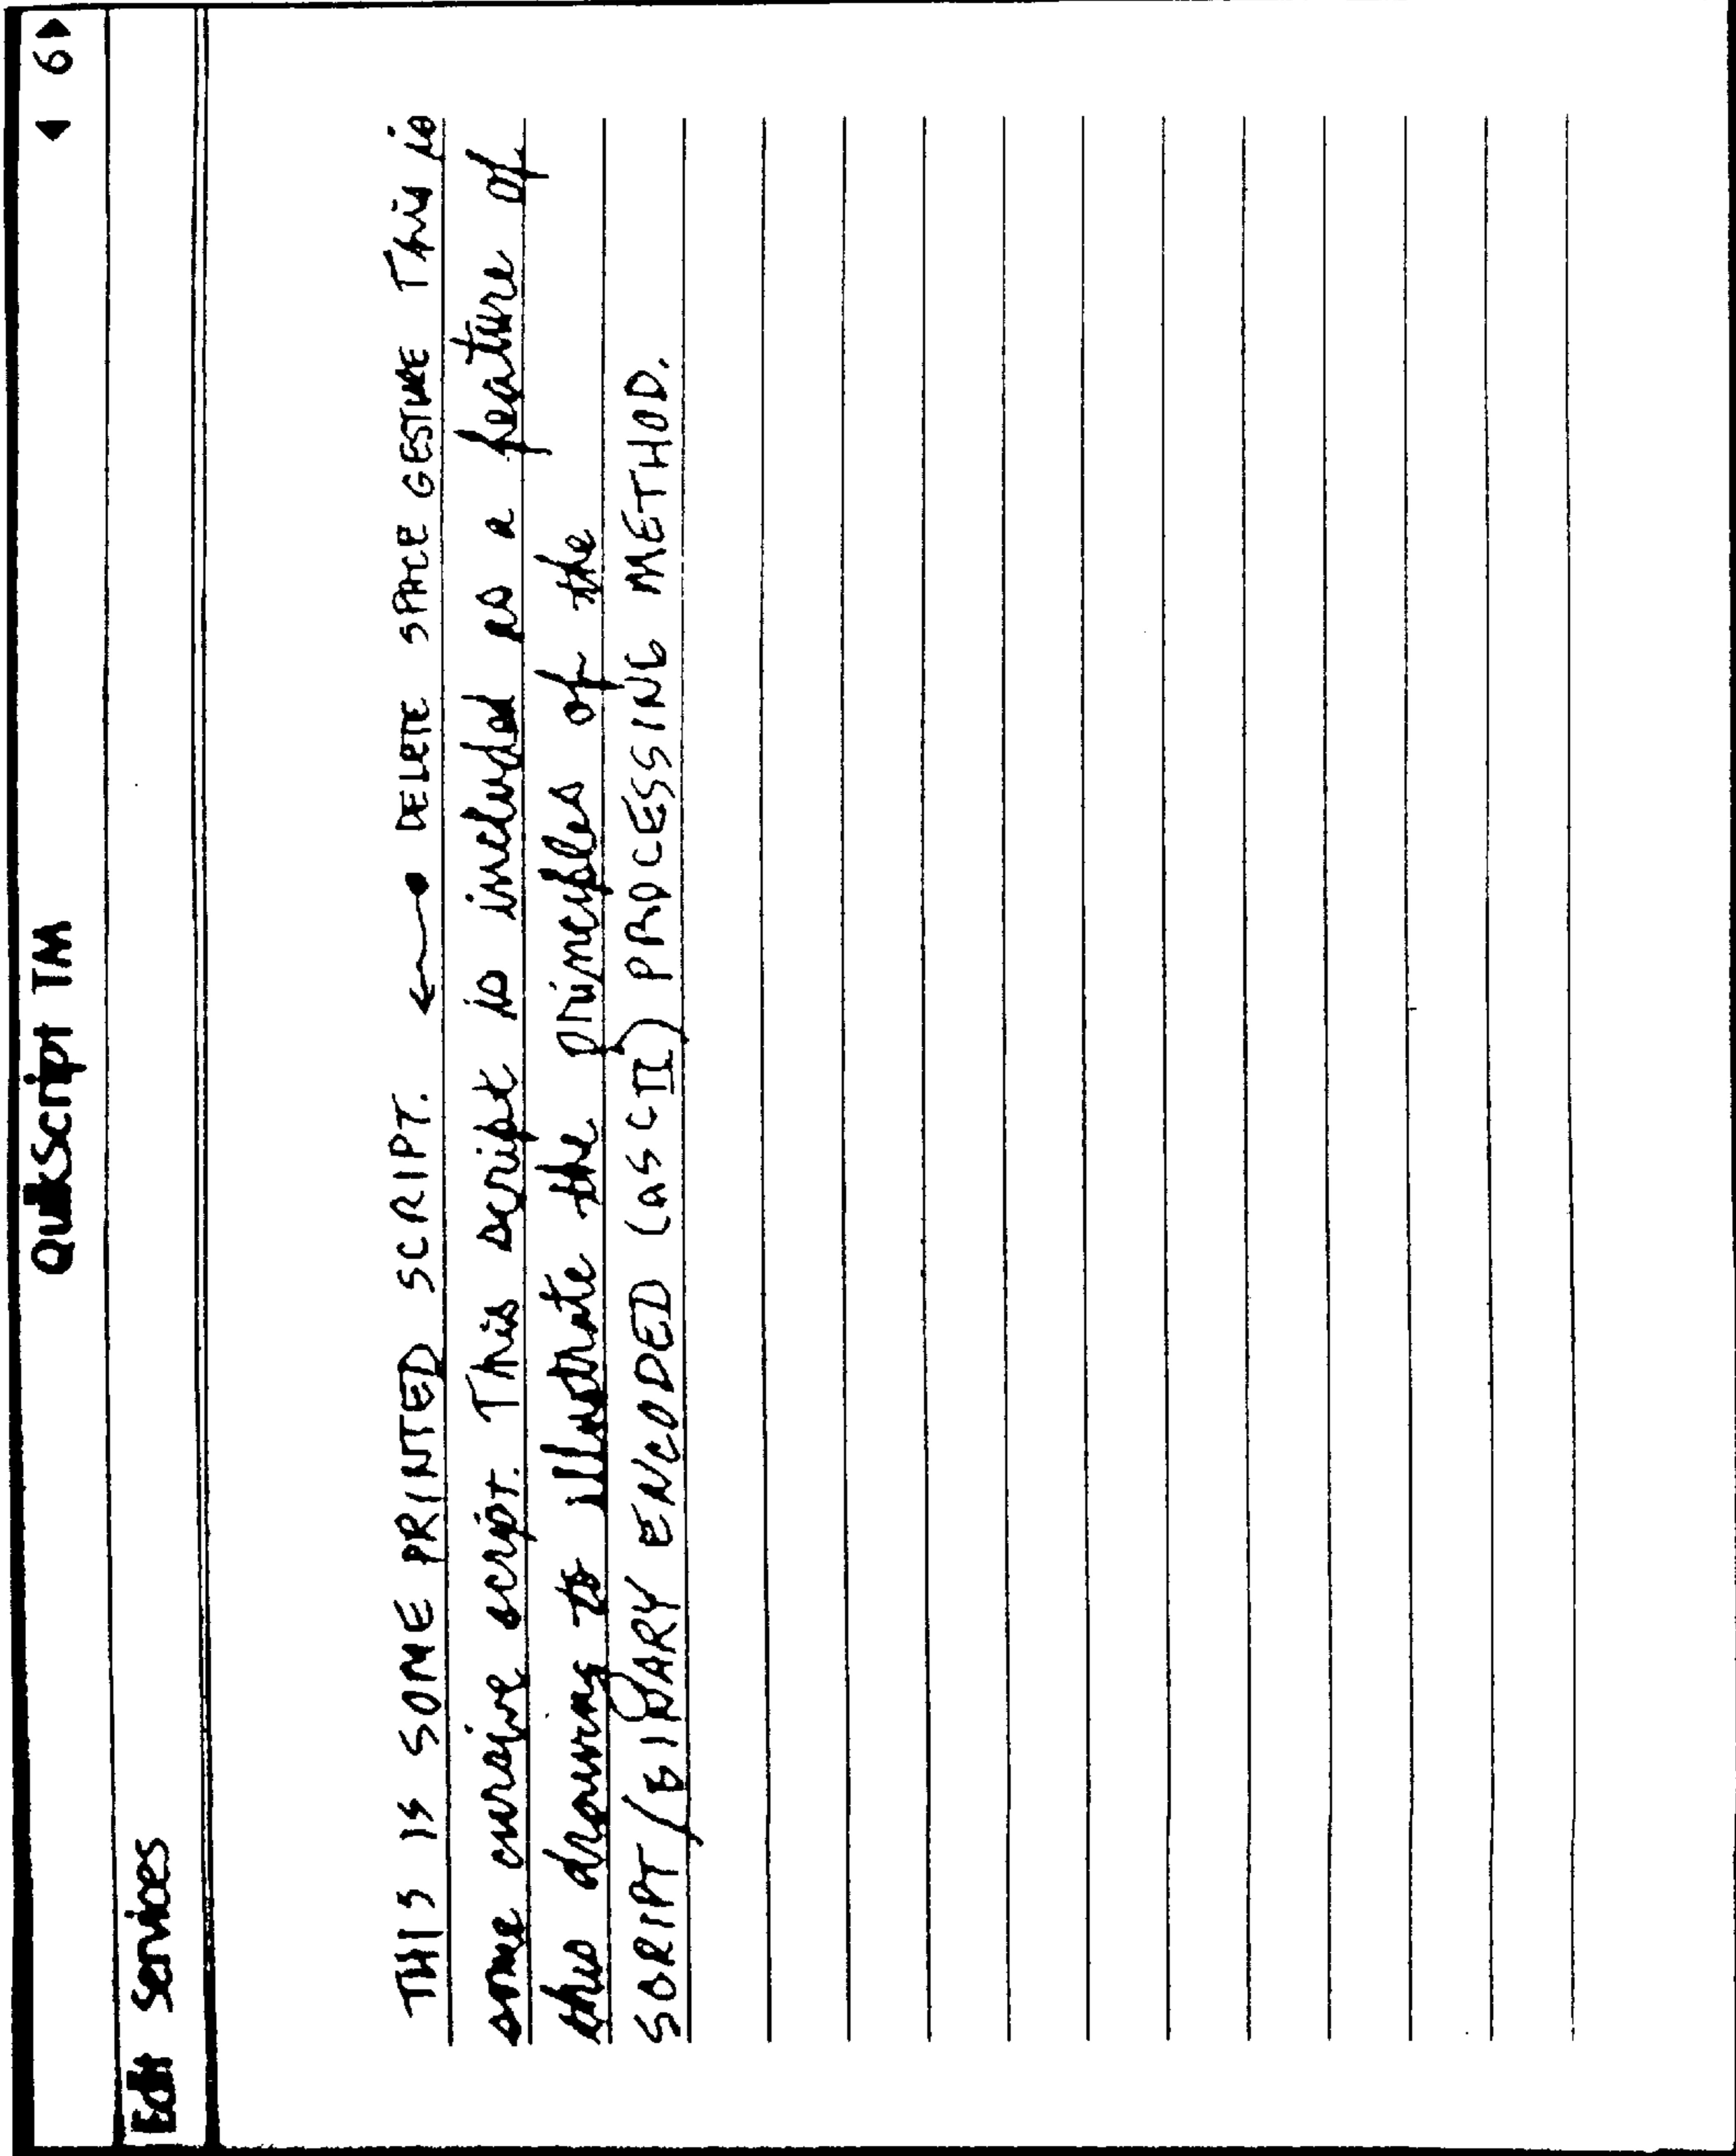 QuikScript TM
◄ 6 ►
Edit Services
THIS IS SOME PRINTED SCRIPT. ← DELETE SPACE GESTURE This is
some cursive script. This script is included as a feature of
this drawing to illustrate the principles of the
SCRIPT/BINARY ENCODED (ASCII) PROCESSING METHOD.